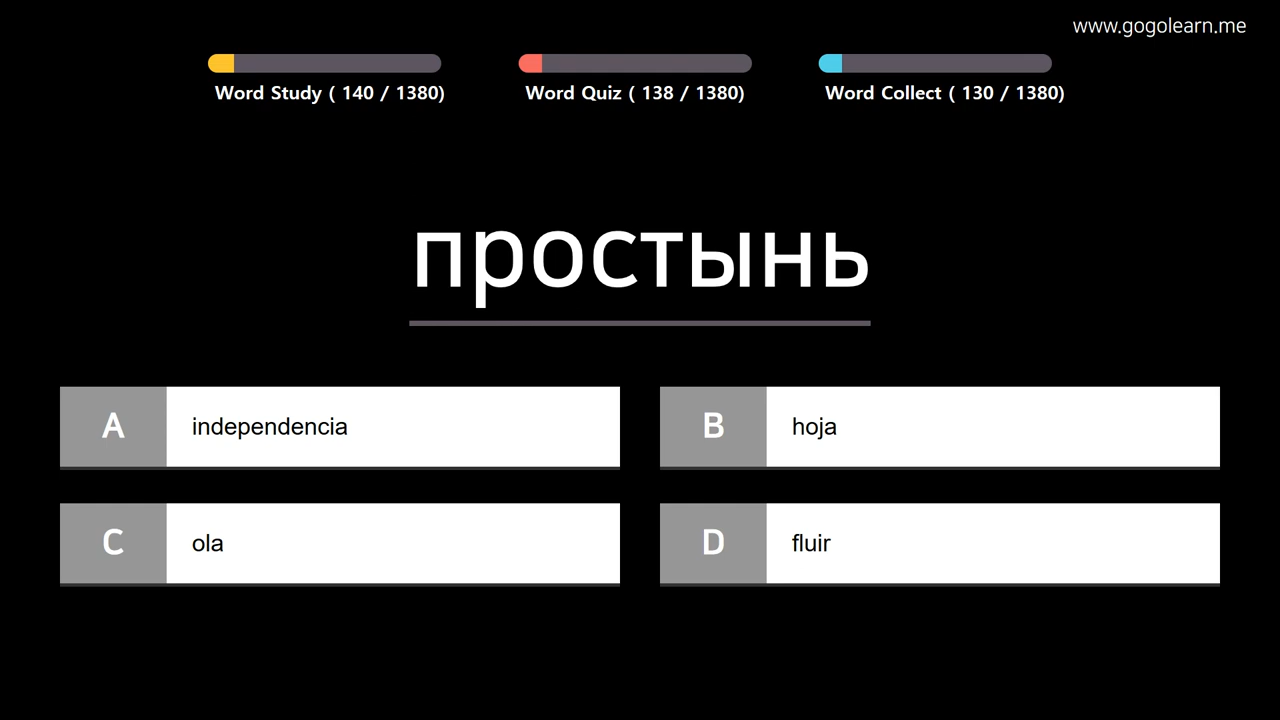 www.gogolearn.me
Word Study ( 140 / 1380)
Word Quiz ( 138 / 1380)
Word Collect ( 130 / 1380)
простынь
A
independencia
B
hoja
C
ola
D
fluir